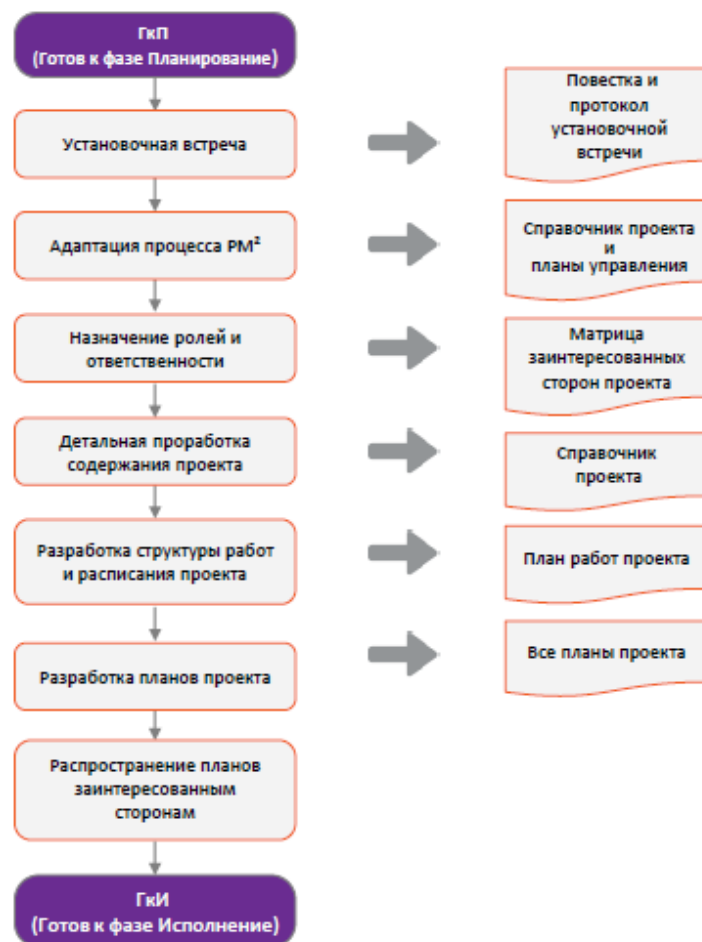 ГкП
(Готов к фазе Планирование)
Установочная встреча
Повестка и
протокол
установочной
встречи
Адаптация процесса PM²
Справочник проекта
и
планы управления
Назначение ролей и
ответственности
Матрица
заинтересованных
сторон проекта
Детальная проработка
содержания проекта
Справочник
проекта
Разработка структуры работ
и расписания проекта
План работ проекта
Разработка планов проекта
Все планы проекта
Распространение планов
заинтересованным
сторонам
ГкИ
(Готов к фазе Исполнение)